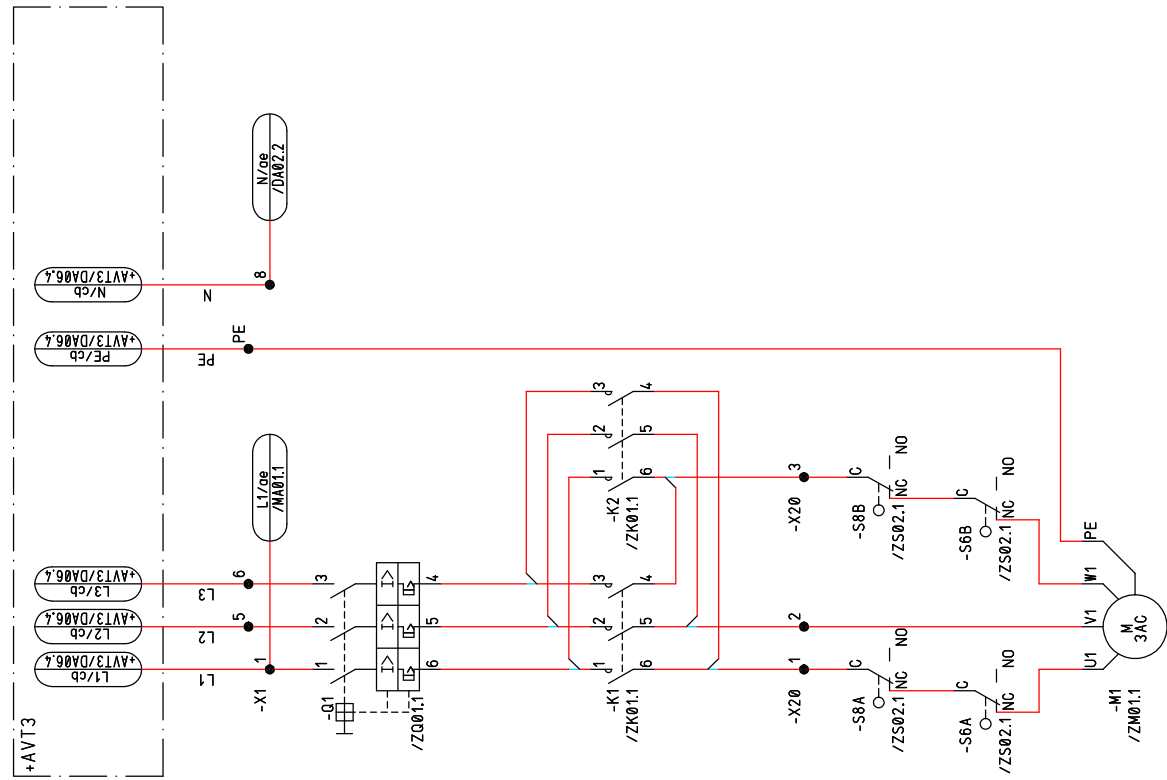 +AVT3
L1/cb
+AVT3/DA06.4
L2/cb
+AVT3/DA06.4
L3/cb
+AVT3/DA06.4
PE/cb
+AVT3/DA06.4
N/cb
+AVT3/DA06.4
L1
L2
L3
PE
N
-X1
1
5
6
PE
8
L1/ae
/MA01.1
N/ae
/DA02.2
-Q1
/ZQ01.1
1
2
3
6
5
4
-K1
/ZK01.1
1
2
3
6
5
4
-K2
/ZK01.1
1
2
3
6
5
4
-X20
1
2
-X20
3
-S8A
/ZS02.1
C
NC
NO
-S6A
/ZS02.1
C
NC
NO
-S8B
/ZS02.1
C
NC
NO
-S6B
/ZS02.1
C
NC
NO
U1
V1
W1
PE
-M1
/ZM01.1
M
3AC